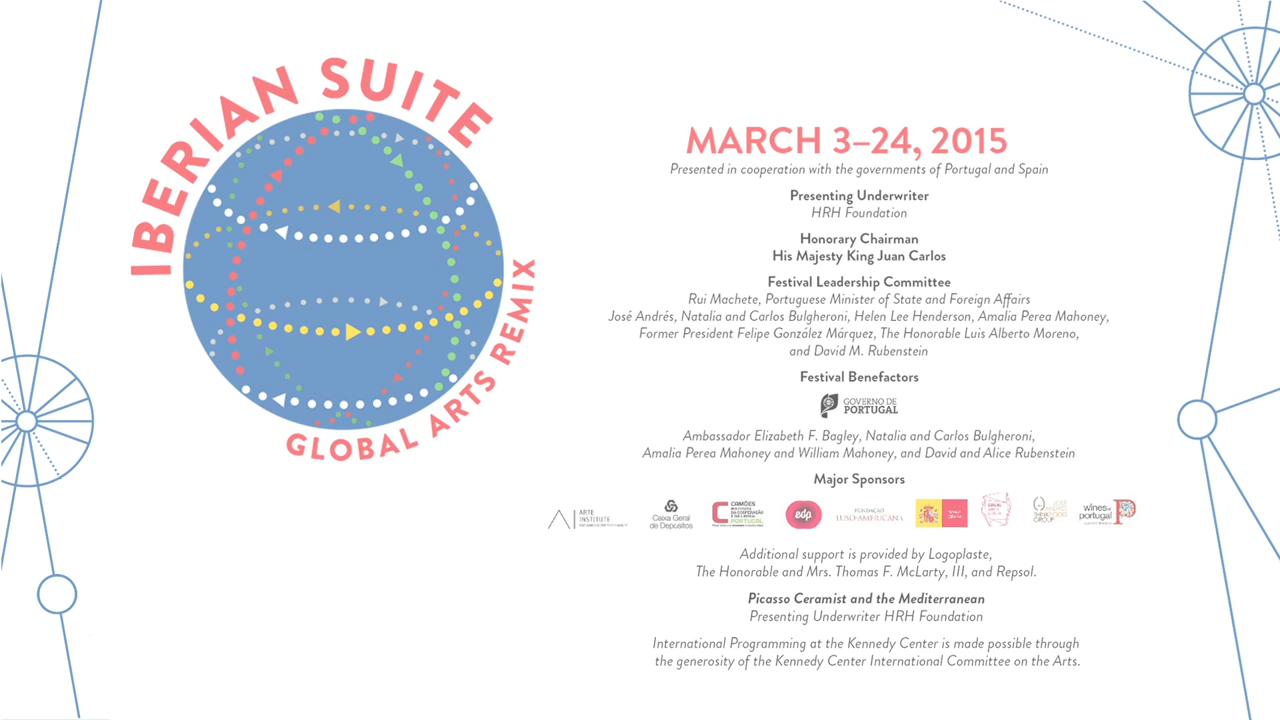 IBERIAN SUITE
GLOBAL ARTS REMIX
MARCH 3–24, 2015
Presented in cooperation with the governments of Portugal and Spain
Presenting Underwriter
HRH Foundation
Honorary Chairman
His Majesty King Juan Carlos
Festival Leadership Committee
Rui Machete, Portuguese Minister of State and Foreign Affairs
José Andrés, Natalia and Carlos Bulgheroni, Helen Lee Henderson, Amalia Perea Mahoney,
Former President Felipe González Márquez, The Honorable Luis Alberto Moreno,
and David M. Rubenstein
Festival Benefactors
GOVERNO DE
PORTUGAL
Ambassador Elizabeth F. Bagley, Natalia and Carlos Bulgheroni,
Amalia Perea Mahoney and William Mahoney, and David and Alice Rubenstein
Major Sponsors
ARTE
INSTITUTE
Caixa Geral
de Depositos
CAMÕES
PORTUGAL
edp
FUNDAÇÃO
LUSO-AMERICANA
JOSÉ
ANDRÉS
THINKFOODGROUP
wines of
portugal
Additional support is provided by Logoplaste,
The Honorable and Mrs. Thomas F. McLarty, III, and Repsol.
Picasso Ceramist and the Mediterranean
Presenting Underwriter HRH Foundation
International Programming at the Kennedy Center is made possible through
the generosity of the Kennedy Center International Committee on the Arts.